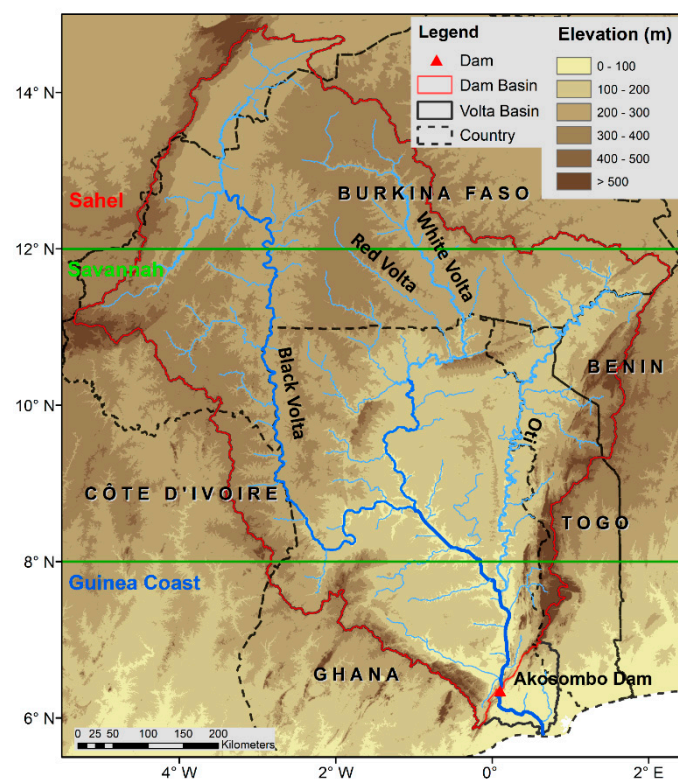 Legend
Dam
Dam Basin
Volta Basin
Country
Elevation (m)
0 - 100
100 - 200
200 - 300
300 - 400
400 - 500
> 500
14° N
12° N
10° N
8° N
6° N
Sahel
Savannah
Guinea Coast
BURKINA FASO
White Volta
Red Volta
Black Volta
Oti
BENIN
CÔTE D'IVOIRE
TOGO
GHANA
Akosombo Dam
0 25 50 100 150 200
Kilometers
4° W
2° W
0°
2° E